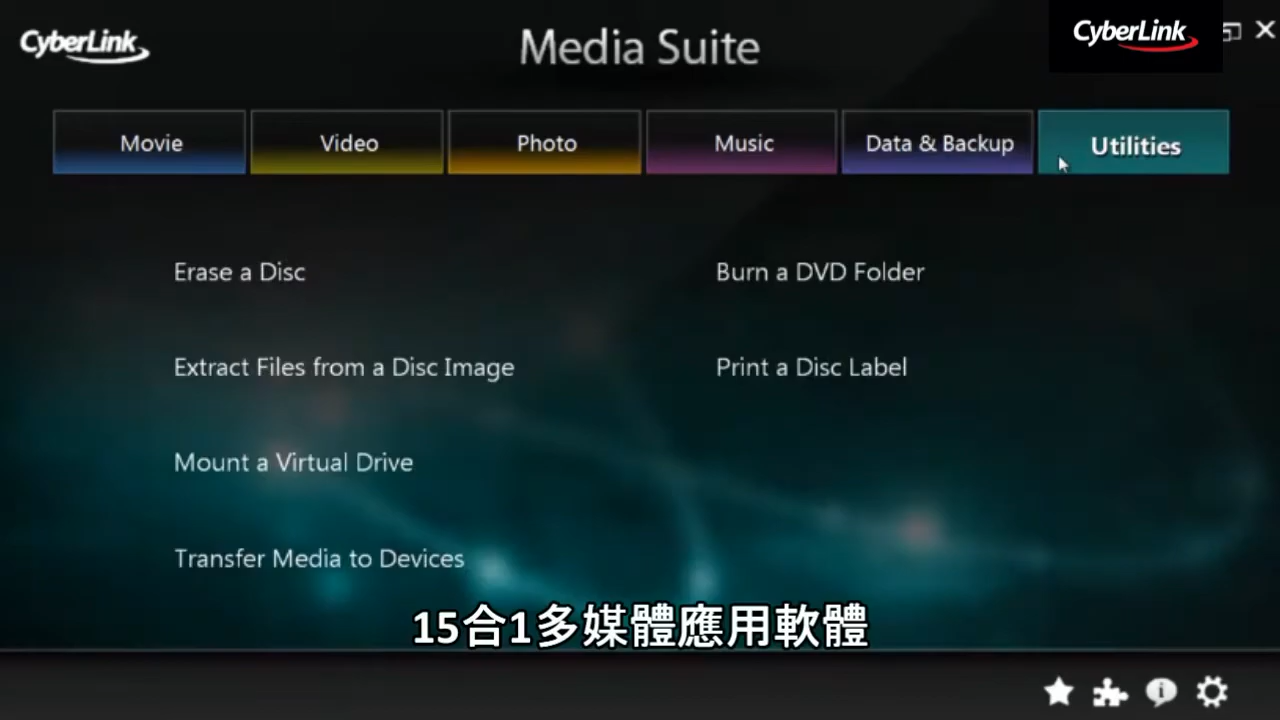 CyberLink
Media Suite
CyberLink
Movie
Video
Photo
Music
Data & Backup
Utilities
Erase a Disc
Burn a DVD Folder
Extract Files from a Disc Image
Print a Disc Label
Mount a Virtual Drive
Transfer Media to Devices
15合1多媒體應用軟體